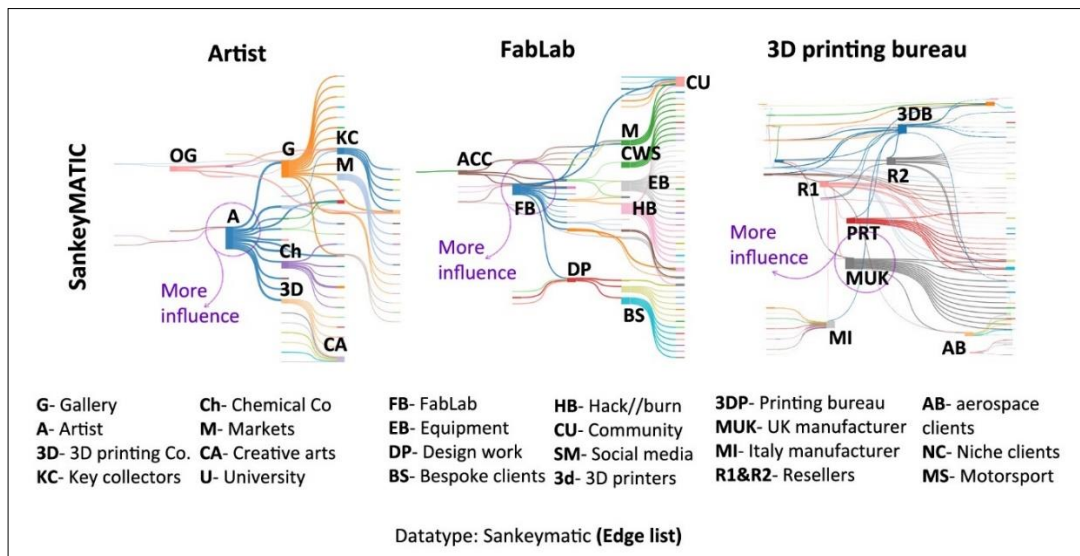 Artist
FabLab
3D printing bureau
SankeyMATIC
OG
G
KC
M
A
Ch
3D
CA
More
influence
CU
M
CWS
ACC
EB
FB
HB
DP
BS
More
influence
3DB
R2
R1
PRT
MUK
MI
AB
More
influence
G- Gallery
A- Artist
3D- 3D printing Co.
KC- Key collectors
Ch- Chemical Co
M- Markets
CA- Creative arts
U- University
FB- FabLab
EB- Equipment
DP- Design work
BS- Bespoke clients
HB- Hack//burn
CU- Community
SM- Social media
3d- 3D printers
3DP- Printing bureau
MUK- UK manufacturer
MI- Italy manufacturer
R1&R2- Resellers
AB- aerospace
clients
NC- Niche clients
MS- Motorsport
Datatype: Sankeymatic (Edge list)